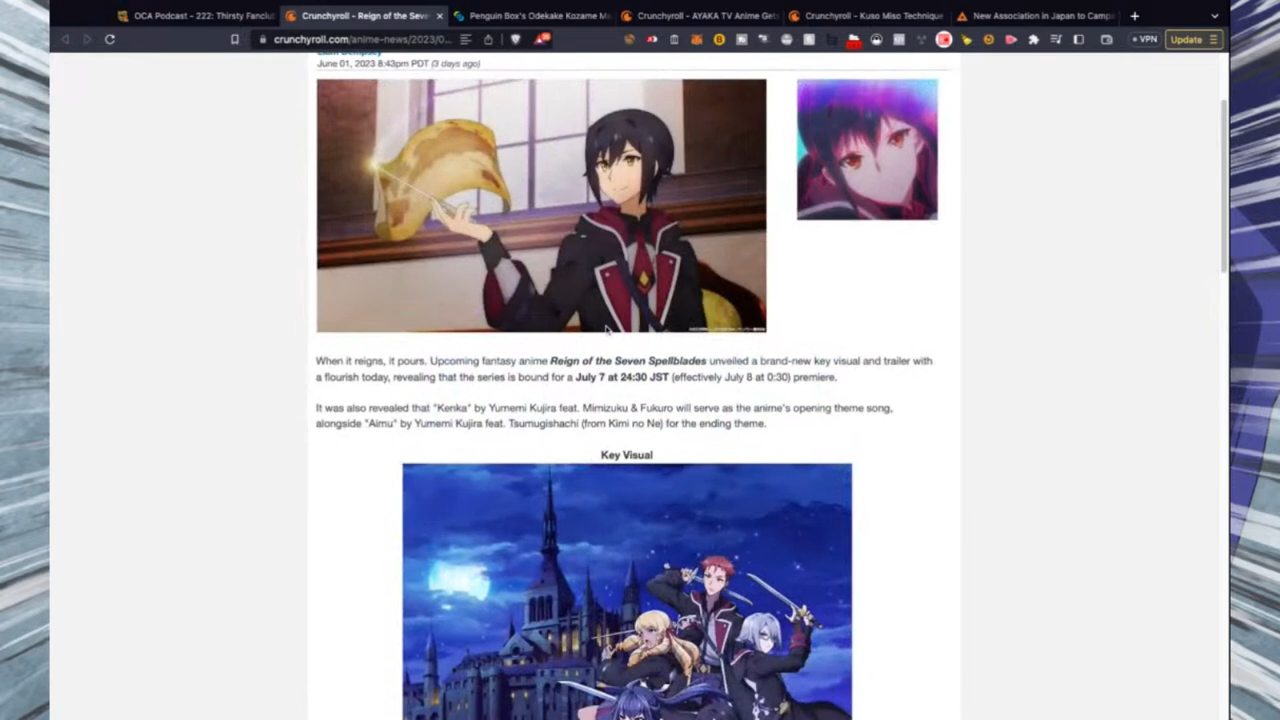 OCA Podcast - 222: Thirsty Fanclu
Crunchyroll - Reign of the Seve
Penguin Box's Odekake Kozame M
Crunchyroll - AYAKA TV Anime Gets
Crunchyroll - Kuso Miso Technique
New Association in Japan to Camp
crunchyroll.com/anime-news/2023/0...
VPN
Update
June 01, 2023 8:43pm PDT (3 days ago)
When it reigns, it pours. Upcoming fantasy anime Reign of the Seven Spellblades unveiled a brand-new key visual and trailer with
a flourish today, revealing that the series is bound for a July 7 at 24:30 JST (effectively July 8 at 0:30) premiere.
It was also revealed that "Kenka" by Yumemi Kujira feat. Mimizuku & Fukuro will serve as the anime's opening theme song,
alongside "Aimu" by Yumemi Kujira feat. Tsumugishachi (from Kimi no Ne) for the ending theme.
Key Visual